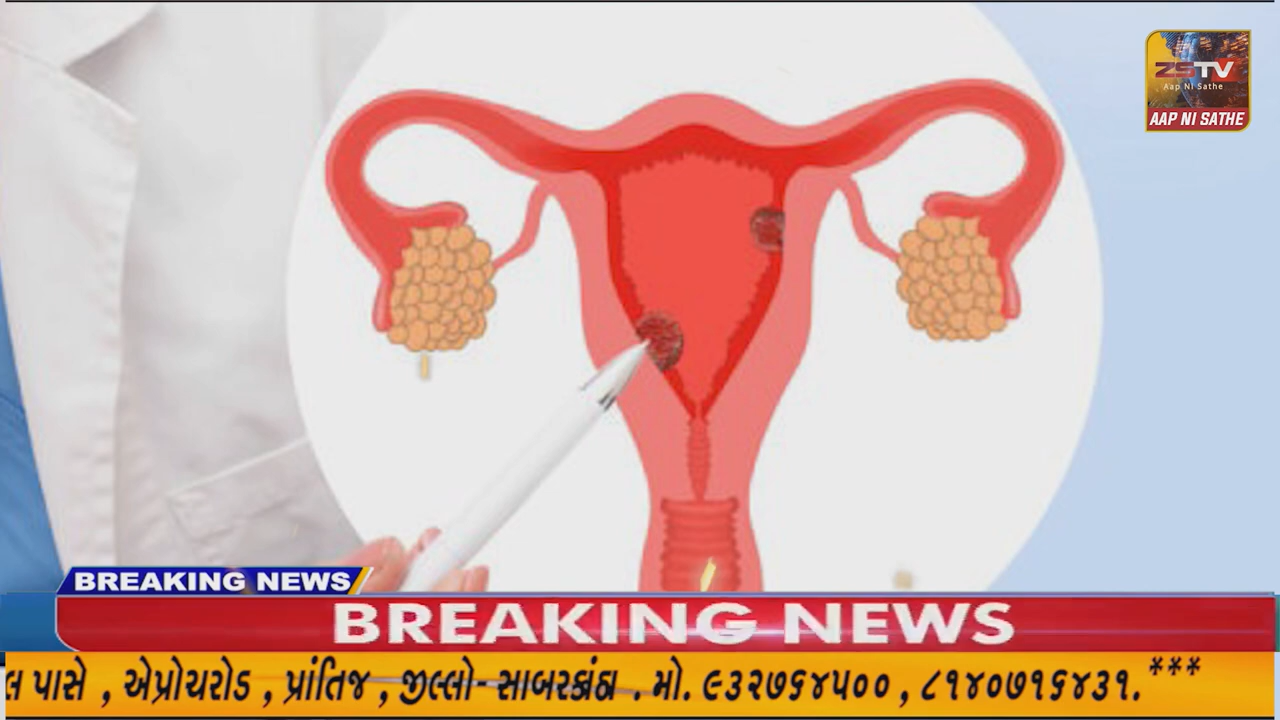 ZSTV
Aap Ni Sathe
AAP NI SATHE
BREAKING NEWS
BREAKING NEWS
લ પાસે , એપ્રોચરોડ , પ્રાંતિજ , જીલ્લો- સાબરકાંઠા . મો. ૯૩૨૭૬૪૫૦૦ , ૮૧૪૦૭૧૬૪૩૧.***